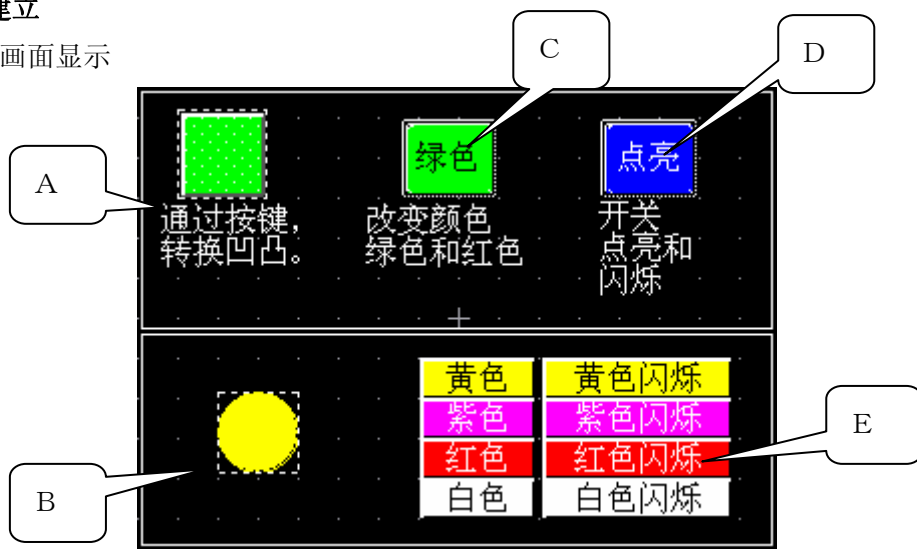 建立
画面显示
C
D
A
绿色
点亮
通过按键,
转换凹凸。
改变颜色
绿色和红色
开关
点亮和
闪烁
黄色
黄色闪烁
紫色
紫色闪烁
红色
红色闪烁
白色
白色闪烁
E
B